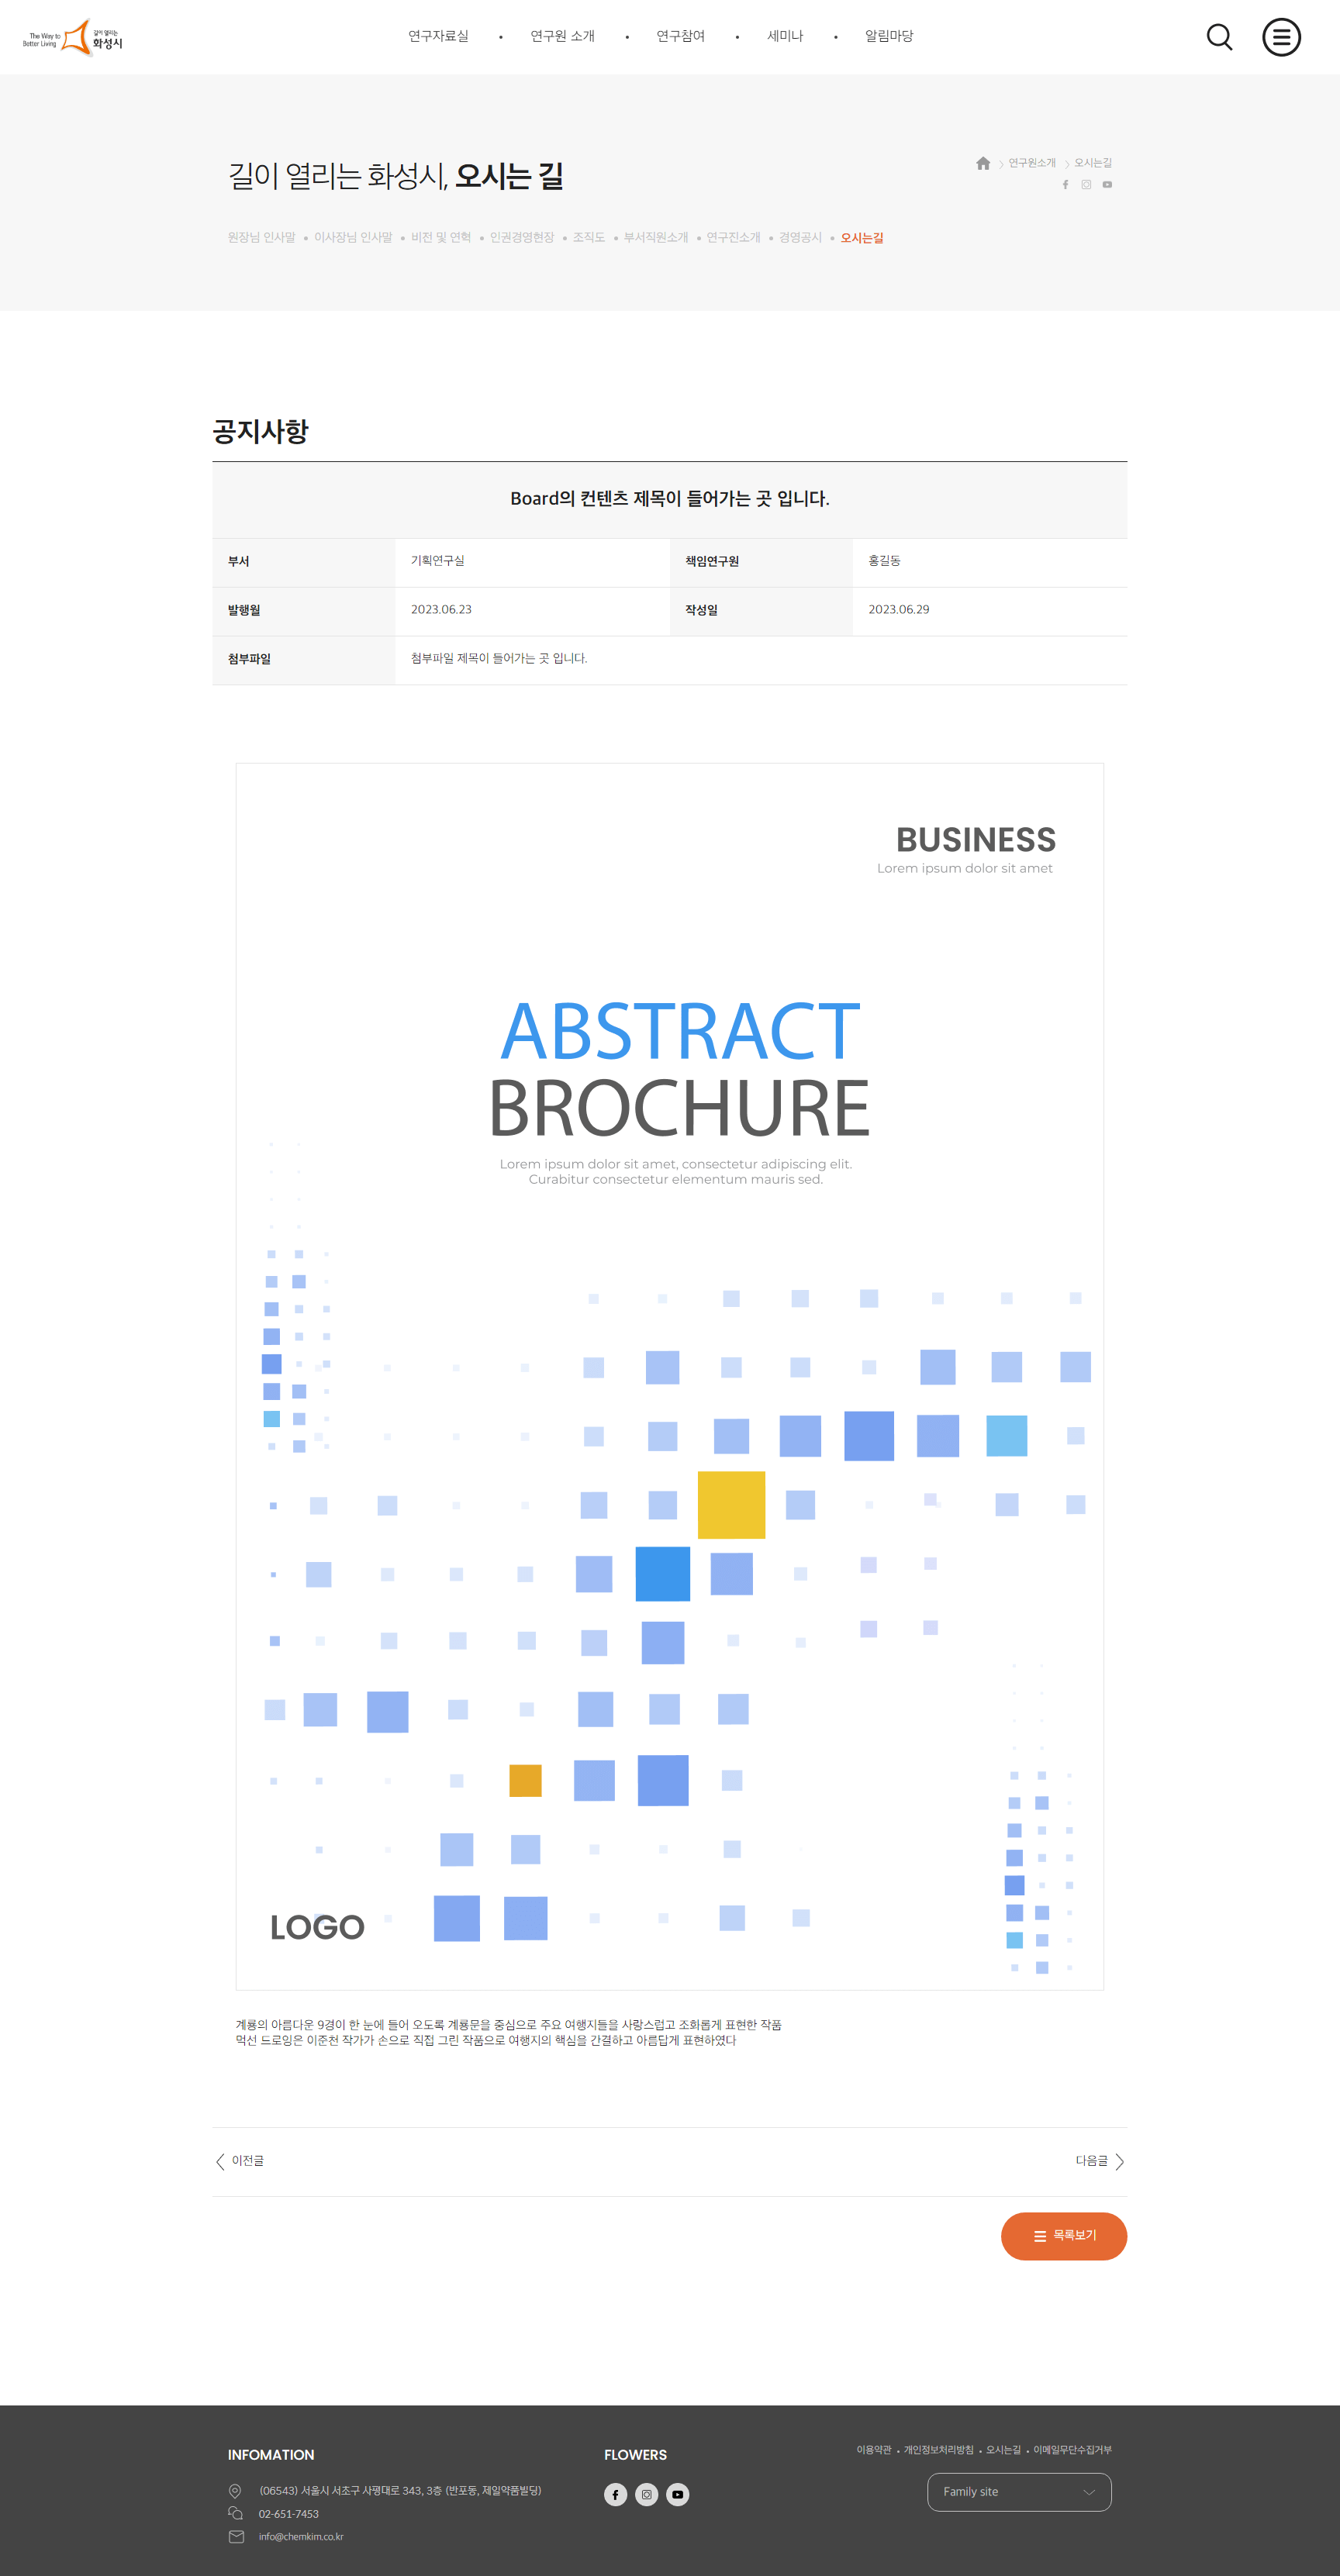 The Way to
Better Living
길이 열리는
화성시
연구자료실 • 연구원 소개 • 연구참여 • 세미나 • 알림마당
길이 열리는 화성시, 오시는 길
연구원소개 오시는길
원장님 인사말 • 이사장님 인사말 • 비전 및 연혁 • 인권경영현장 • 조직도 • 부서직원소개 • 연구진소개 • 경영공시 • 오시는길
공지사항
Board의 컨텐츠 제목이 들어가는 곳 입니다.
부서 기획연구실 책임연구원 홍길동
발행월 2023.06.23 작성일 2023.06.29
첨부파일 첨부파일 제목이 들어가는 곳 입니다.
BUSINESS
Lorem ipsum dolor sit amet
ABSTRACT
BROCHURE
Lorem ipsum dolor sit amet, consectetur adipiscing elit.
Curabitur consectetur elementum mauris sed.
LOGO
계룡의 아름다운 9경이 한 눈에 들어 오도록 계룡문을 중심으로 주요 여행지들을 사랑스럽고 조화롭게 표현한 작품
먹선 드로잉은 이준천 작가가 손으로 직접 그린 작품으로 여행지의 핵심을 간결하고 아름답게 표현하였다
이전글 다음글
목록보기
INFOMATION
(06543) 서울시 서초구 사평대로 343, 3층 (반포동, 제일약품빌딩)
02-651-7453
info@chemkim.co.kr
FLOWERS
이용약관 • 개인정보처리방침 • 오시는길 • 이메일무단수집거부
Family site